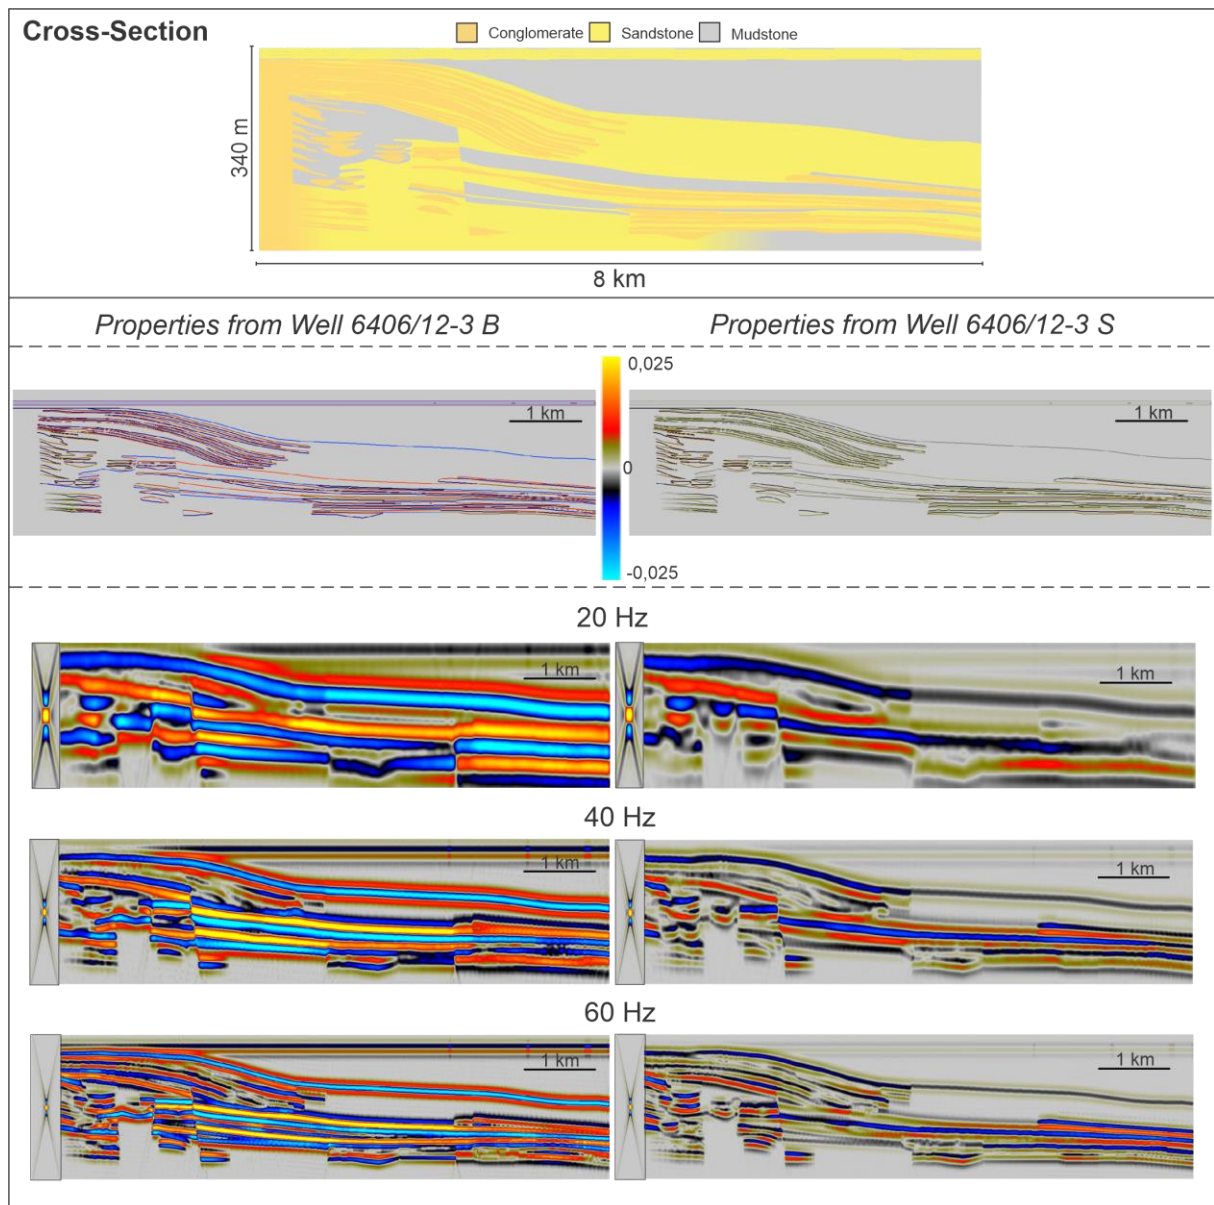 Cross-Section
Conglomerate Sandstone Mudstone
340 m
8 km
Properties from Well 6406/12-3 B Properties from Well 6406/12-3 S
0,025
1 km 1 km
0
-0,025
20 Hz
1 km 1 km
40 Hz
1 km 1 km
60 Hz
1 km 1 km